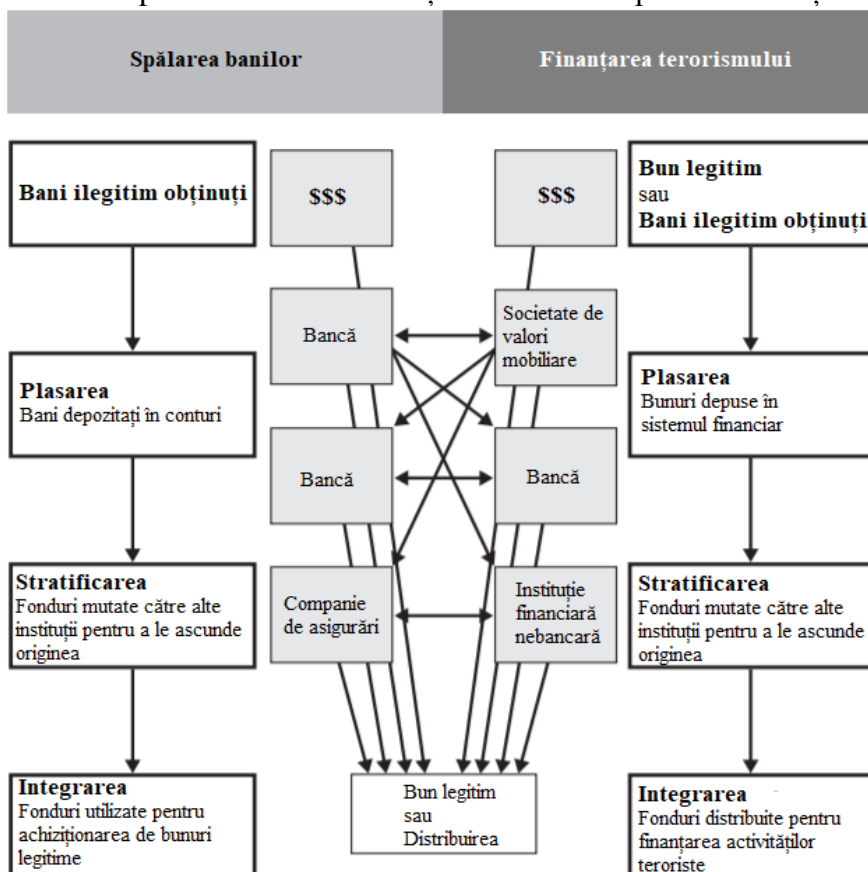 Spălarea banilor
Finanțarea terorismului
Bani ilegitim obținuți
$$$
$$$
Bun legitim
sau
Bani ilegitim obținuți
Bancă
Societate de
valori
mobiliare
Plasarea
Bani depozitați în conturi
Plasarea
Bunuri depuse în
sistemul financiar
Bancă
Bancă
Stratificarea
Fonduri mutate către alte
instituții pentru a le ascunde
originea
Companie
de asigurări
Instituție
financiară
nebancară
Stratificarea
Fonduri mutate către alte
instituții pentru a le ascunde
originea
Integrarea
Fonduri utilizate pentru
achiziționarea de bunuri
legitime
Bun legitim
sau
Distribuirea
Integrarea
Fonduri distribuite pentru
finanțarea activităților
teroriste